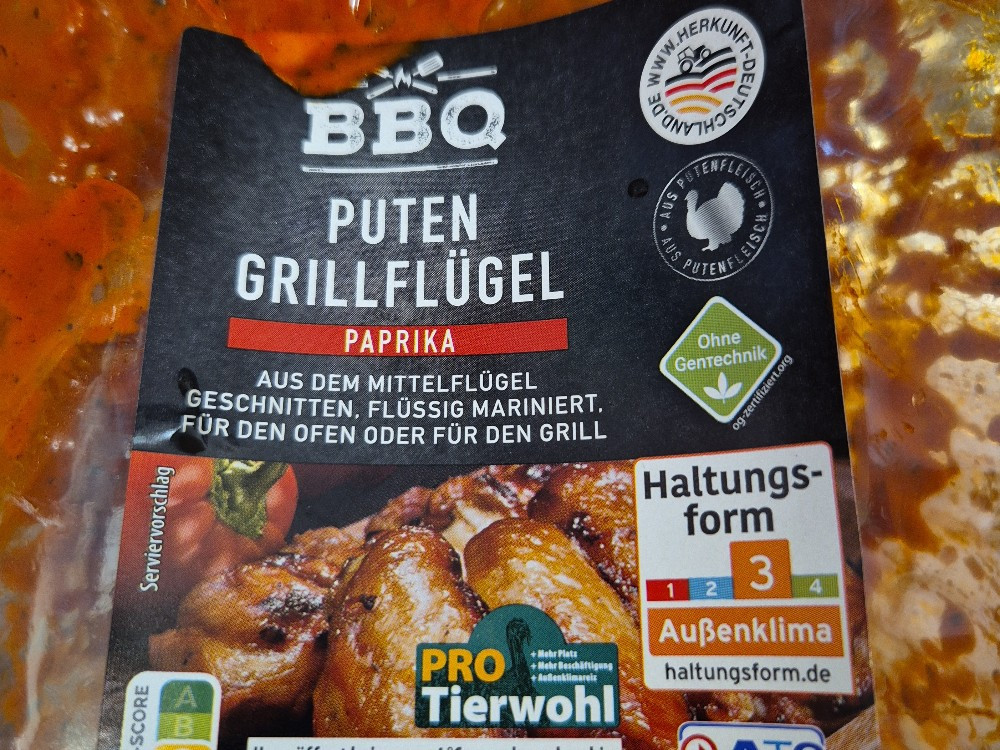 BBQ
PUTEN
GRILLFLÜGEL
PAPRIKA
AUS DEM MITTELFLÜGEL
GESCHNITTEN, FLÜSSIG MARINIERT,
FÜR DEN OFEN ODER FÜR DEN GRILL
WWW.HERKUNFT-DEUTSCHLAND.DE
• AUS PUTENFLEISCH • AUS PUTENFLEISCH
Ohne
GenTechnik
og-zertifiziert.org
Serviervorschlag
Haltungs-
form
1 2 3 4
Außenklima
haltungsform.de
PRO
Tierwohl
+ Mehr Platz
+ Mehr Beschäftigung
+ Außenklimareiz
-SCORE
A
B